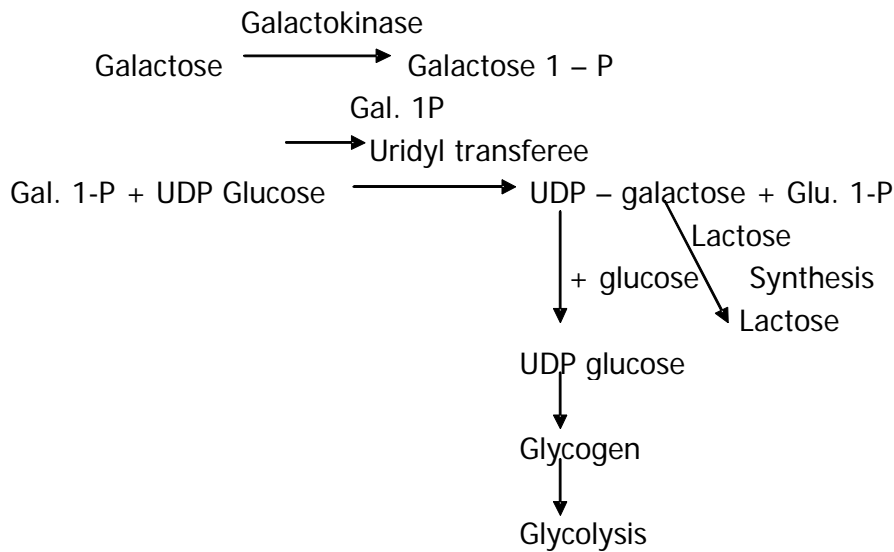 Galactokinase
Galactose Galactose 1 – P
Gal. 1P
Uridyl transferee
Gal. 1-P + UDP Glucose UDP – galactose + Glu. 1-P
Lactose
+ glucose Synthesis
Lactose
UDP glucose
Glycogen
Glycolysis